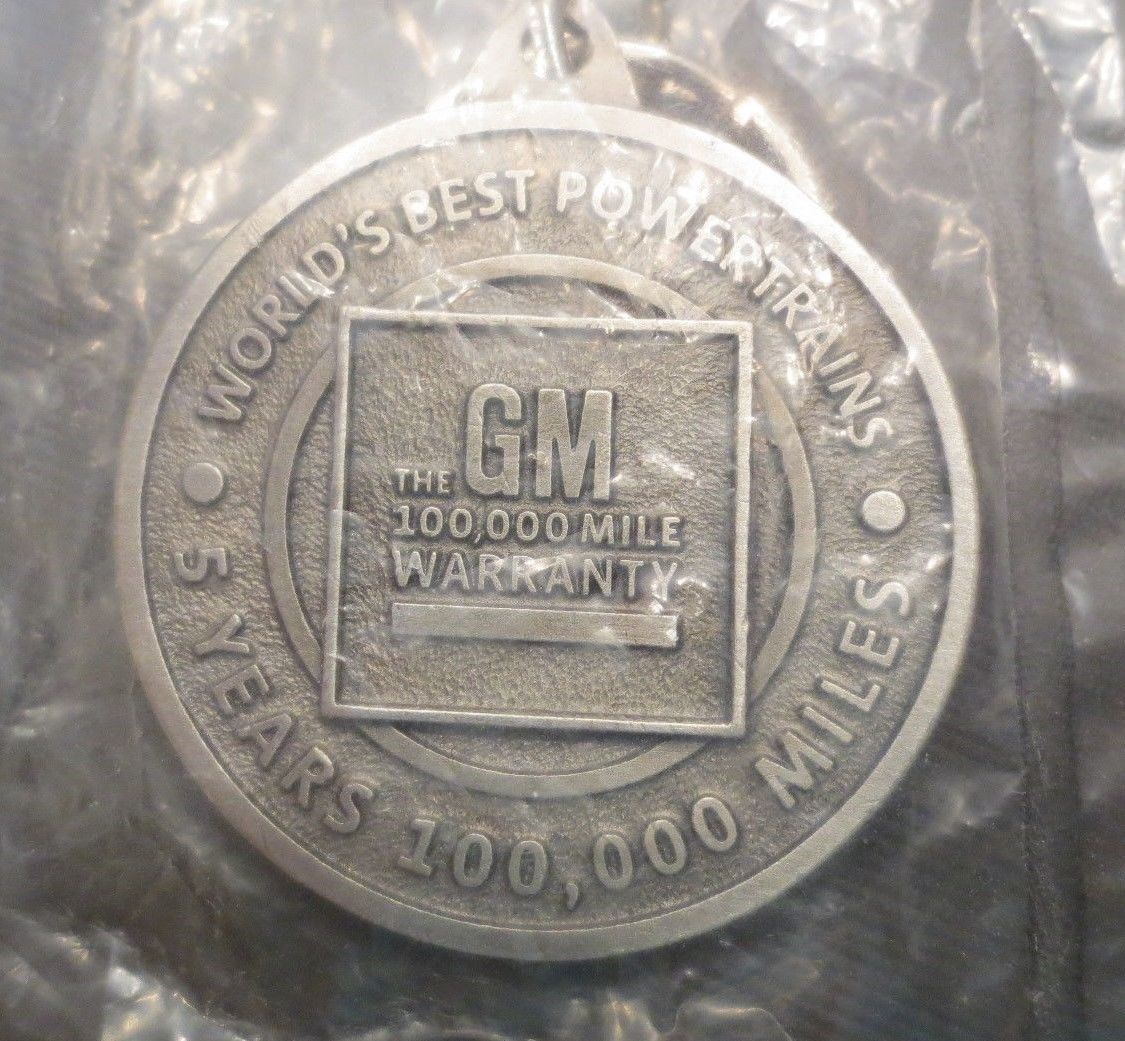 WORLD'S BEST POWERTRAINS
THE GM
100,000 MILE
WARRANTY
5 YEARS 100,000 MILES